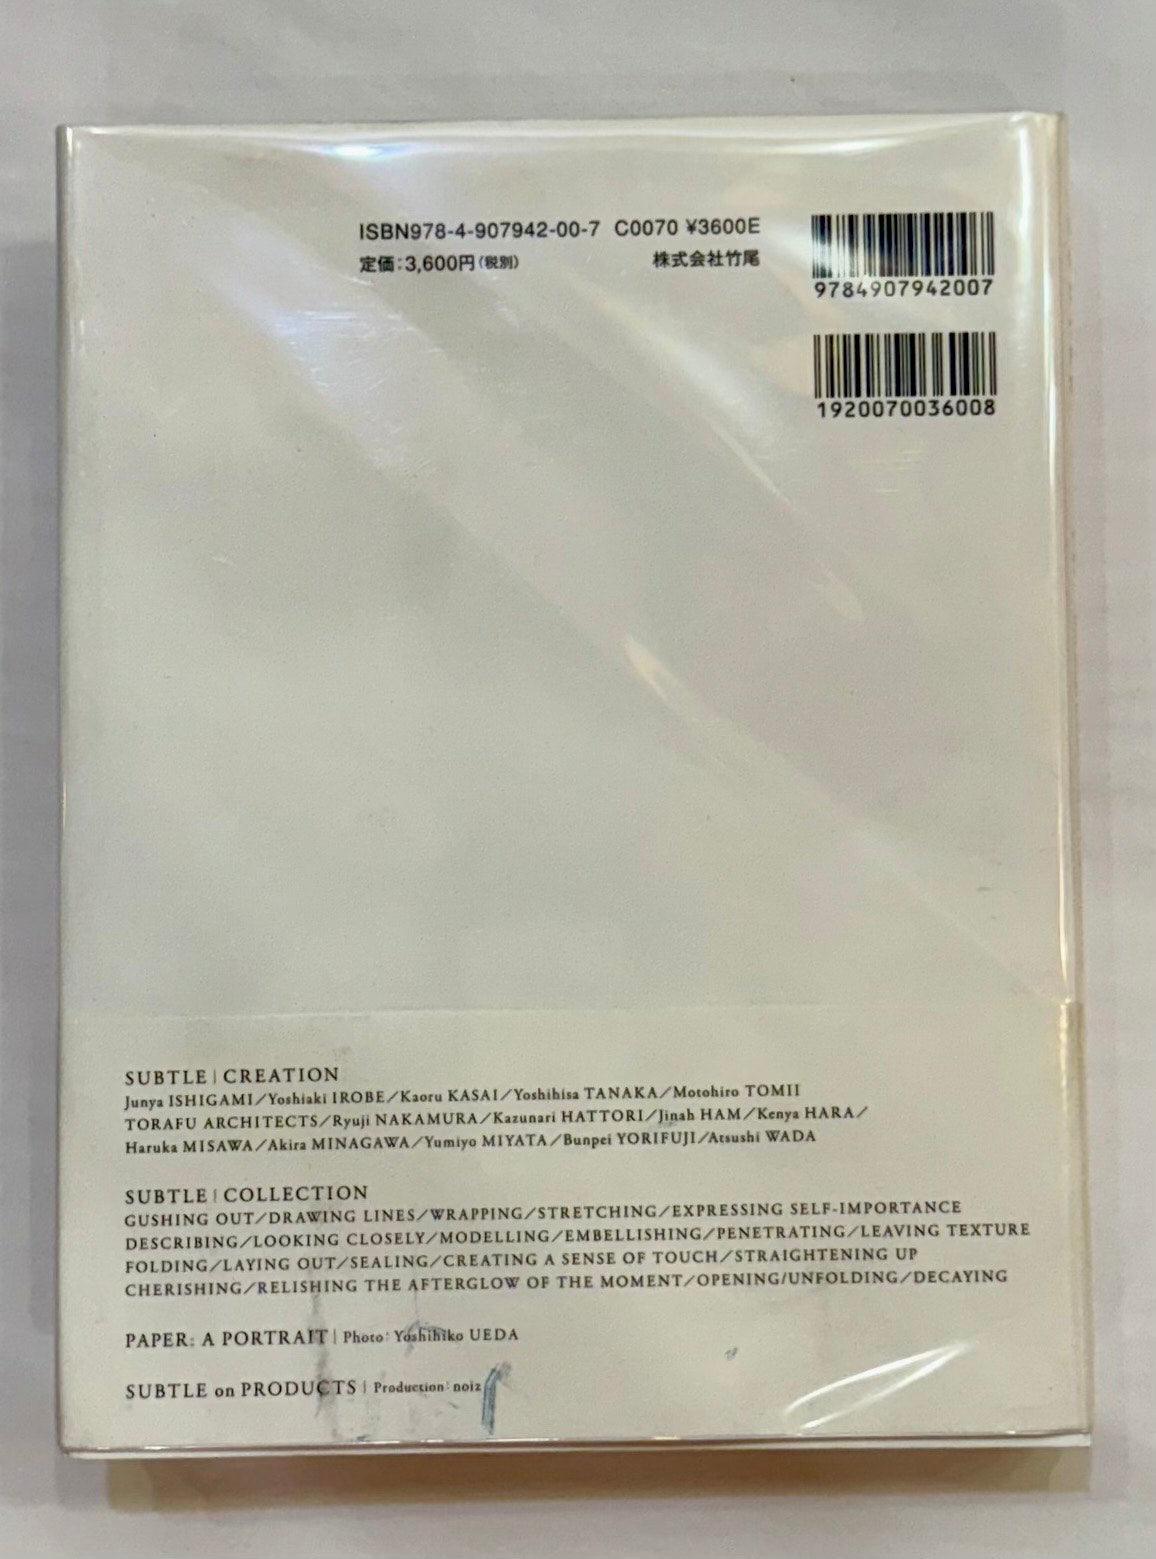 ISBN978-4-907942-00-7 C0070 ¥3600E
定価：3,600円（税別） 株式会社竹尾
9784907942007
1920070036008
SUBTLE | CREATION
Junya ISHIGAMI／Yoshiaki IROBE／Kaoru KASAI／Yoshihisa TANAKA／Motohiro TOMII
TORAFU ARCHITECTS／Ryuji NAKAMURA／Kazunari HATTORI／Jinah HAM／Kenya HARA／
Haruka MISAWA／Akira MINAGAWA／Yumiyo MIYATA／Bunpei YORIFUJI／Atsushi WADA
SUBTLE | COLLECTION
GUSHING OUT／DRAWING LINES／WRAPPING／STRETCHING／EXPRESSING SELF-IMPORTANCE
DESCRIBING／LOOKING CLOSELY／MODELLING／EMBELLISHING／PENETRATING／LEAVING TEXTURE
FOLDING／LAYING OUT／SEALING／CREATING A SENSE OF TOUCH／STRAIGHTENING UP
CHERISHING／RELISHING THE AFTERGLOW OF THE MOMENT／OPENING/UNFOLDING／DECAYING
PAPER: A PORTRAIT | Photo: Yoshihiko UEDA
SUBTLE on PRODUCTS | Production: noiz